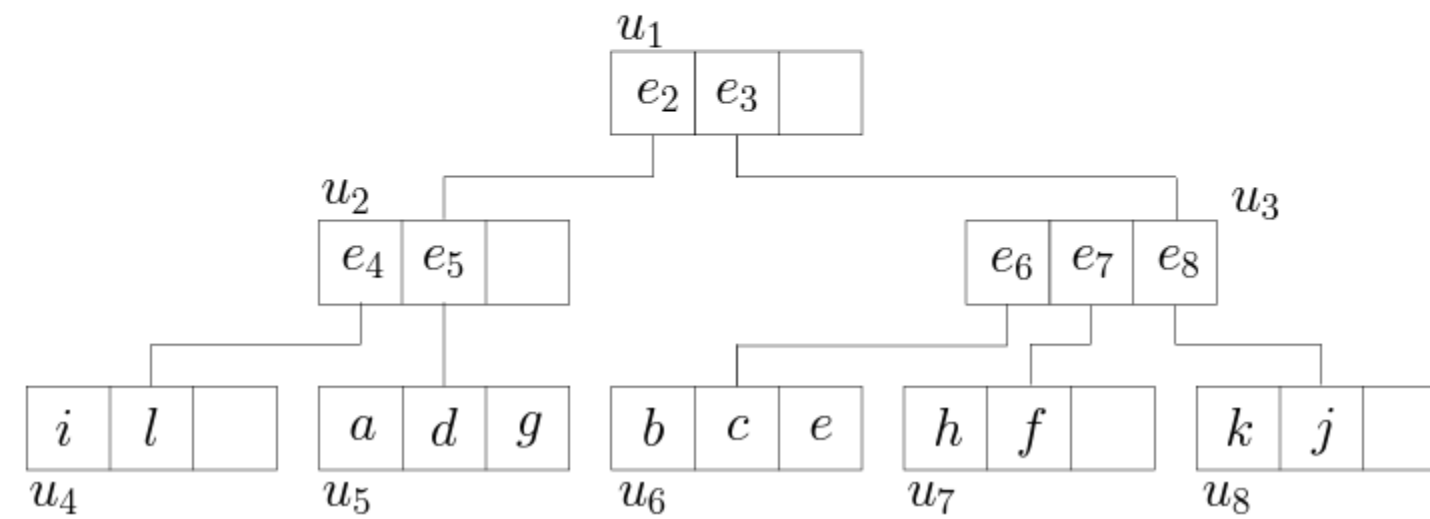 u₁
e₂ e₃
u₂ u₃
e₄ e₅ e₆ e₇ e₈
i l a d g b c e h f k j
u₄ u₅ u₆ u₇ u₈